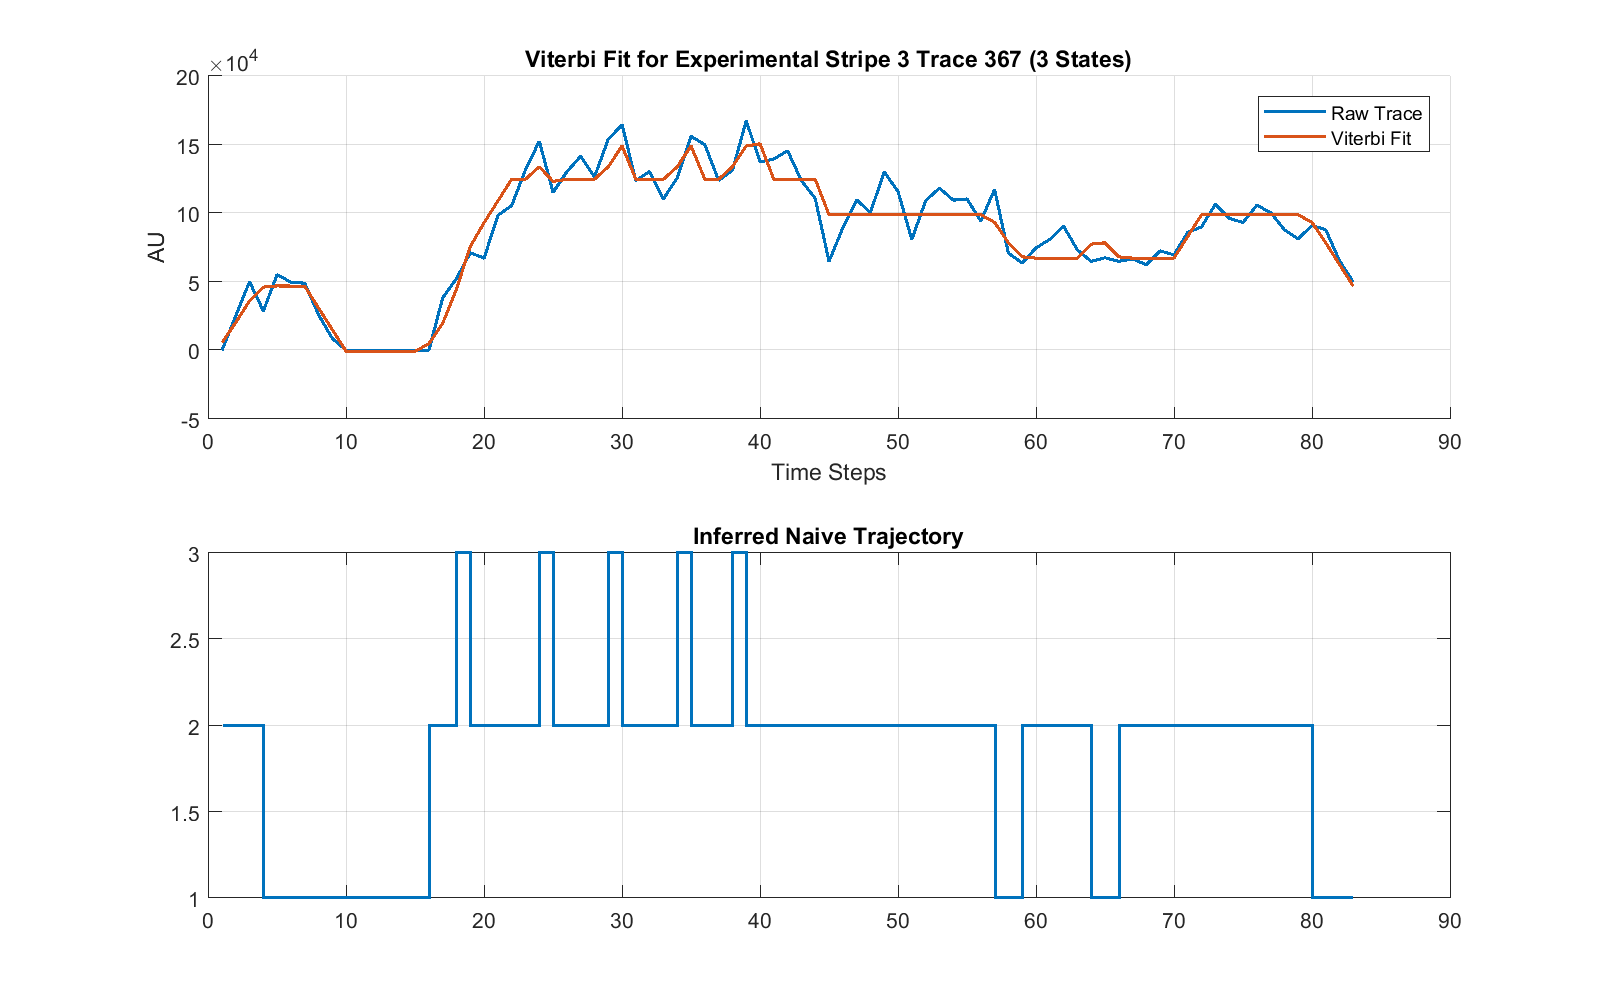 Viterbi Fit for Experimental Stripe 3 Trace 367 (3 States)
×10⁴
20
15
10
5
0
-5
AU
Raw Trace
Viterbi Fit
0 10 20 30 40 50 60 70 80 90
Time Steps
Inferred Naive Trajectory
3
2.5
2
1.5
1
0 10 20 30 40 50 60 70 80 90